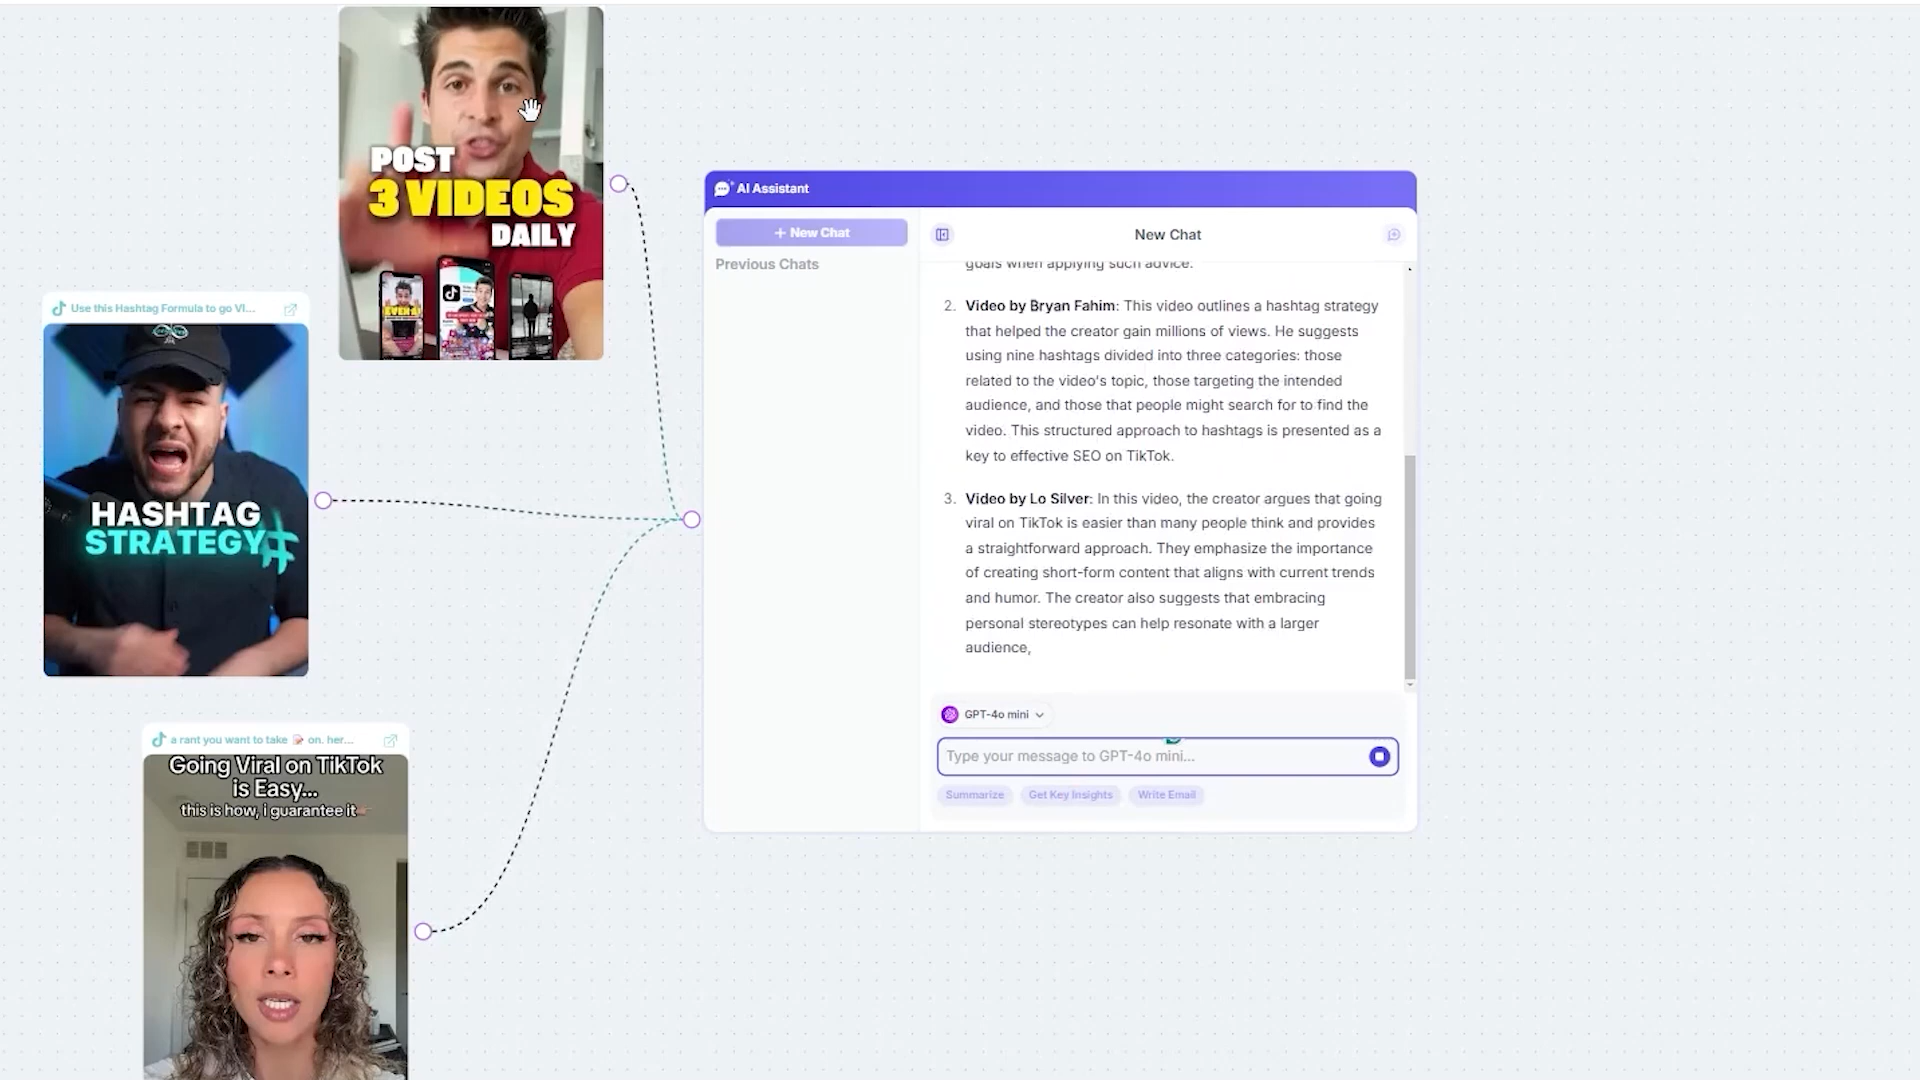 POST
3 VIDEOS
DAILY
Use this Hashtag Formula to go VI...
HASHTAG
STRATEGY#
a rant you want to take 📝 on. her...
Going Viral on TikTok
is Easy...
this is how, i guarantee it
AI Assistant
+ New Chat
Previous Chats
New Chat
goals when applying such advice.
2. Video by Bryan Fahim: This video outlines a hashtag strategy
that helped the creator gain millions of views. He suggests
using nine hashtags divided into three categories: those
related to the video's topic, those targeting the intended
audience, and those that people might search for to find the
video. This structured approach to hashtags is presented as a
key to effective SEO on TikTok.
3. Video by Lo Silver: In this video, the creator argues that going
viral on TikTok is easier than many people think and provides
a straightforward approach. They emphasize the importance
of creating short-form content that aligns with current trends
and humor. The creator also suggests that embracing
personal stereotypes can help resonate with a larger
audience,
GPT-4o mini
Type your message to GPT-4o mini...
Summarize
Get Key Insights
Write Email